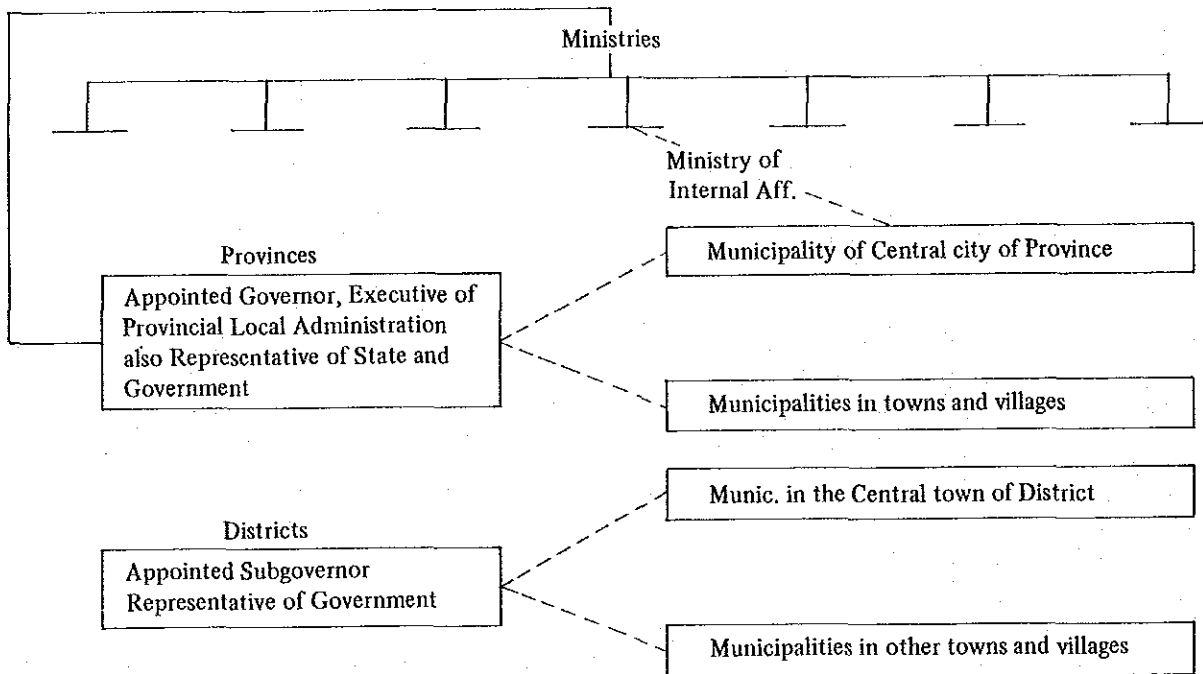 Ministries
Ministry of
Internal Aff.
Provinces
Appointed Governor, Executive of
Provincial Local Administration
also Representative of State and
Government
Municipality of Central city of Province
Municipalities in towns and villages
Districts
Appointed Subgovernor
Representative of Government
Munic. in the Central town of District
Municipalities in other towns and villages